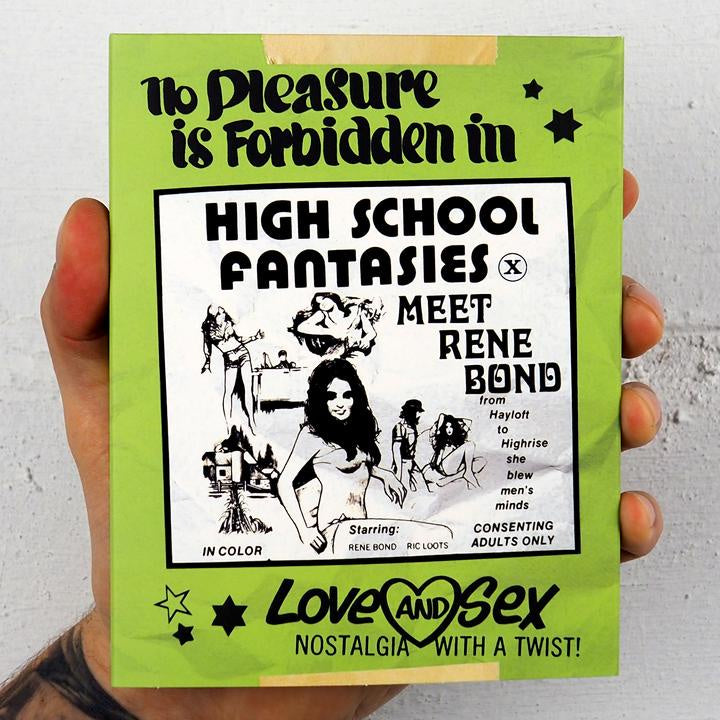 No Pleasure
is Forbidden in
HIGH SCHOOL
FANTASIES X
MEET
RENE
BOND
from
Hayloft
to
Highrise
she
blew
men's
minds
IN COLOR
Starring:
RENE BOND RIC LOOTS
CONSENTING
ADULTS ONLY
Love AND Sex
NOSTALGIA WITH A TWIST!